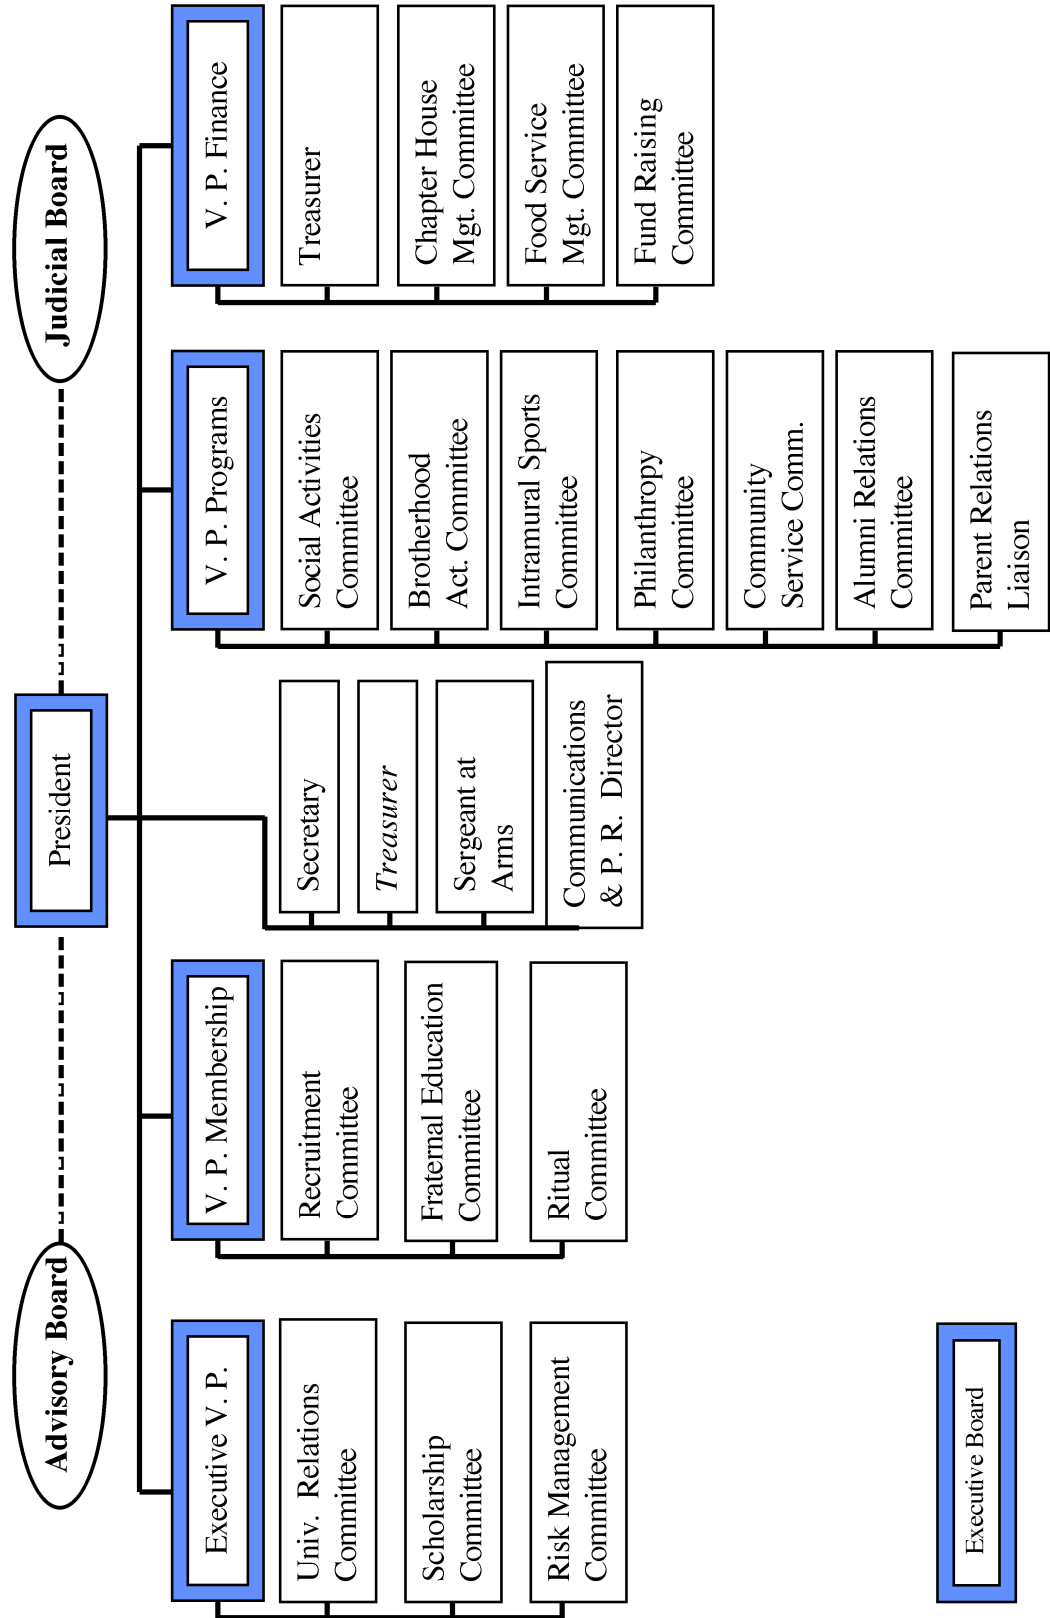 Advisory Board
President
Judicial Board
Executive V. P.
Univ. Relations
Committee
Scholarship
Committee
Risk Management
Committee
V. P. Membership
Recruitment
Committee
Fraternal Education
Committee
Ritual
Committee
Secretary
Treasurer
Sergeant at
Arms
Communications
& P. R. Director
V. P. Programs
Social Activities
Committee
Brotherhood
Act. Committee
Intramural Sports
Committee
Philanthropy
Committee
Community
Service Comm.
Alumni Relations
Committee
Parent Relations
Liaison
V. P. Finance
Treasurer
Chapter House
Mgt. Committee
Food Service
Mgt. Committee
Fund Raising
Committee
Executive Board